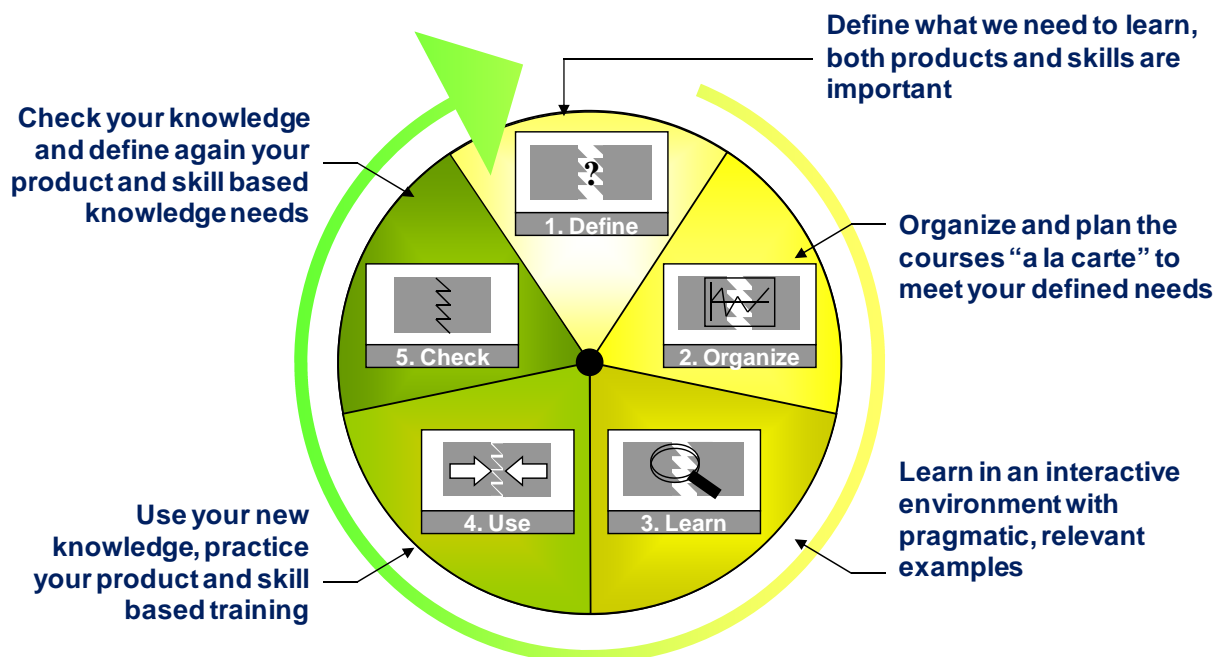 Define what we need to learn,
both products and skills are
important
?
1. Define
Organize and plan the
courses “a la carte” to
meet your defined needs
2. Organize
Learn in an interactive
environment with
pragmatic, relevant
examples
3. Learn
Use your new
knowledge, practice
your product and skill
based training
4. Use
Check your knowledge
and define again your
product and skill based
knowledge needs
5. Check